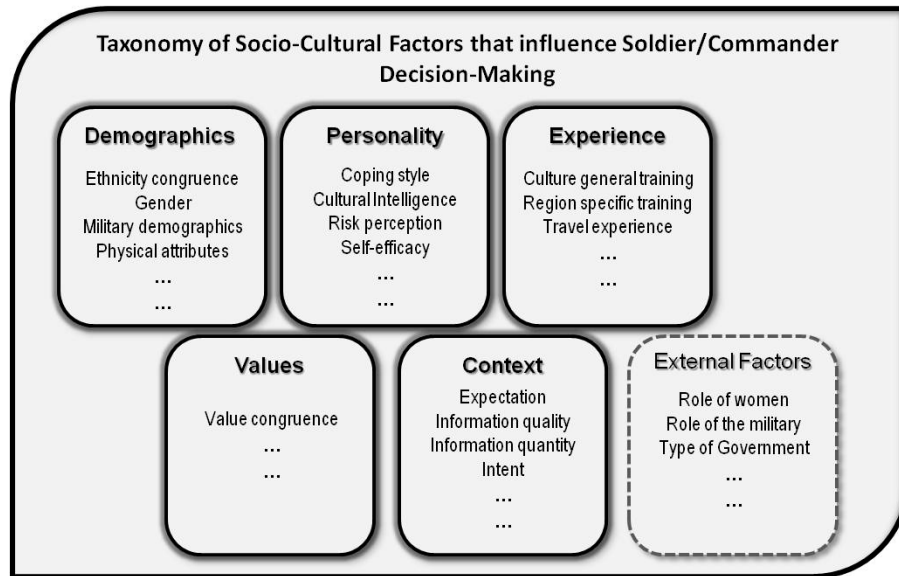 Taxonomy of Socio-Cultural Factors that influence Soldier/Commander
Decision-Making
Demographics
Ethnicity congruence
Gender
Military demographics
Physical attributes
...
...
Personality
Coping style
Cultural Intelligence
Risk perception
Self-efficacy
...
...
Experience
Culture general training
Region specific training
Travel experience
...
...
Values
Value congruence
...
...
Context
Expectation
Information quality
Information quantity
Intent
...
...
External Factors
Role of women
Role of the military
Type of Government
...
...